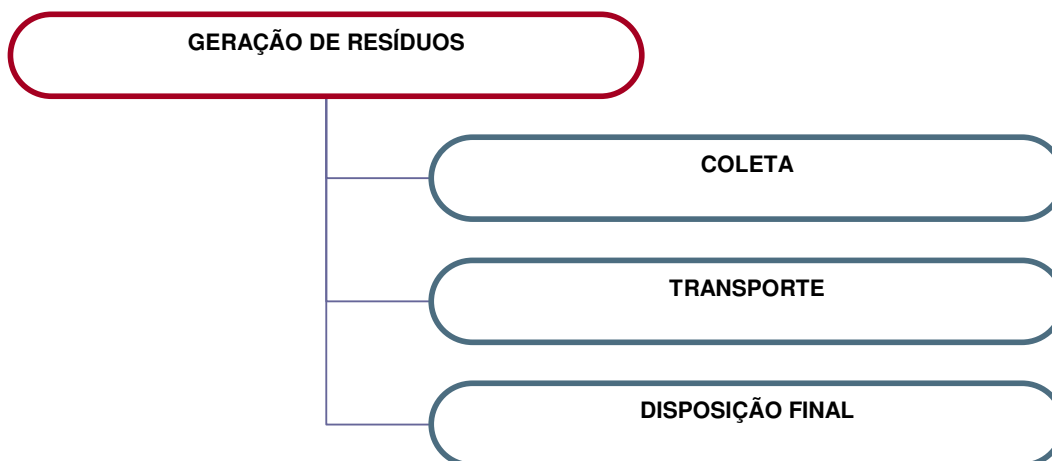 GERAÇÃO DE RESÍDUOS
COLETA
TRANSPORTE
DISPOSIÇÃO FINAL